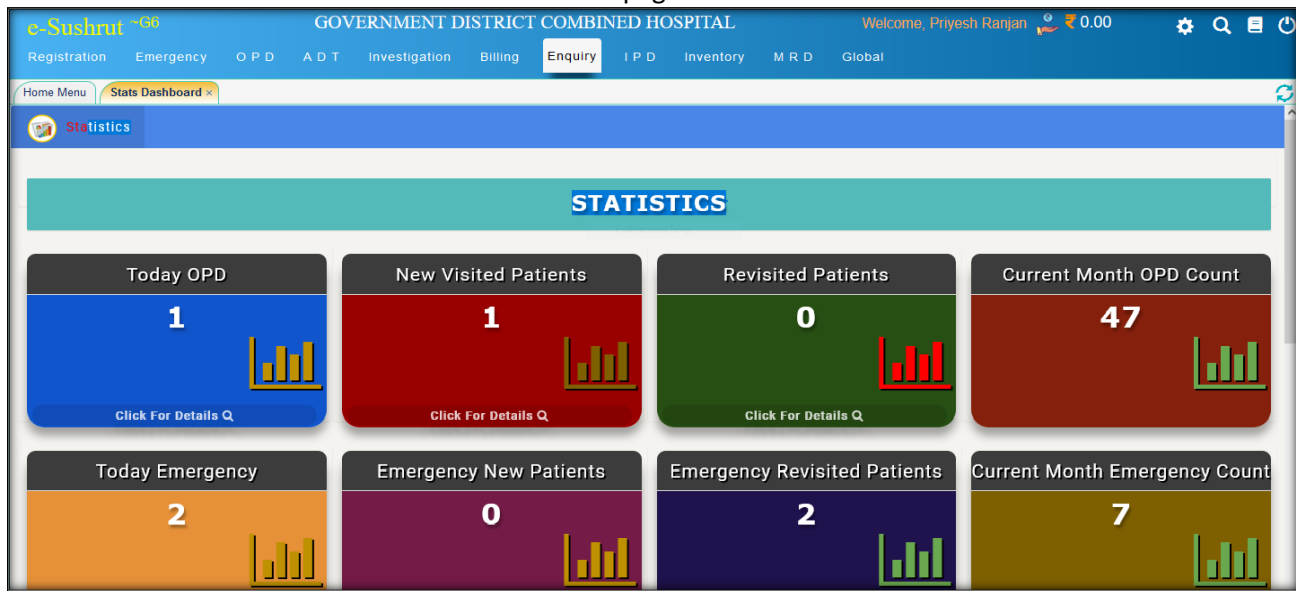 e-Sushrut ~G6 GOVERNMENT DISTRICT COMBINED HOSPITAL Welcome, Priyesh Ranjan ₹ 0.00
Registration Emergency O P D A D T Investigation Billing Enquiry I P D Inventory M R D Global
Home Menu Stats Dashboard ×
Statistics
STATISTICS
Today OPD New Visited Patients Revisited Patients Current Month OPD Count
1 1 0 47
Click For Details Click For Details Click For Details
Today Emergency Emergency New Patients Emergency Revisited Patients Current Month Emergency Count
2 0 2 7